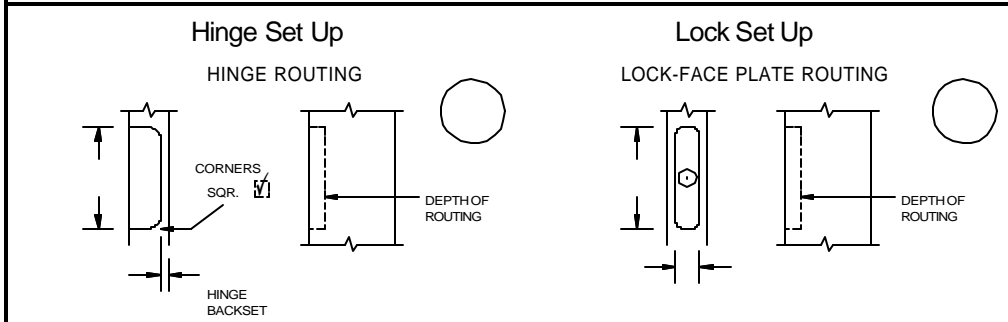 Hinge Set Up
HINGE ROUTING
CORNERS
SQR.
DEPTH OF
ROUTING
HINGE
BACKSET
Lock Set Up
LOCK-FACE PLATE ROUTING
DEPTH OF
ROUTING